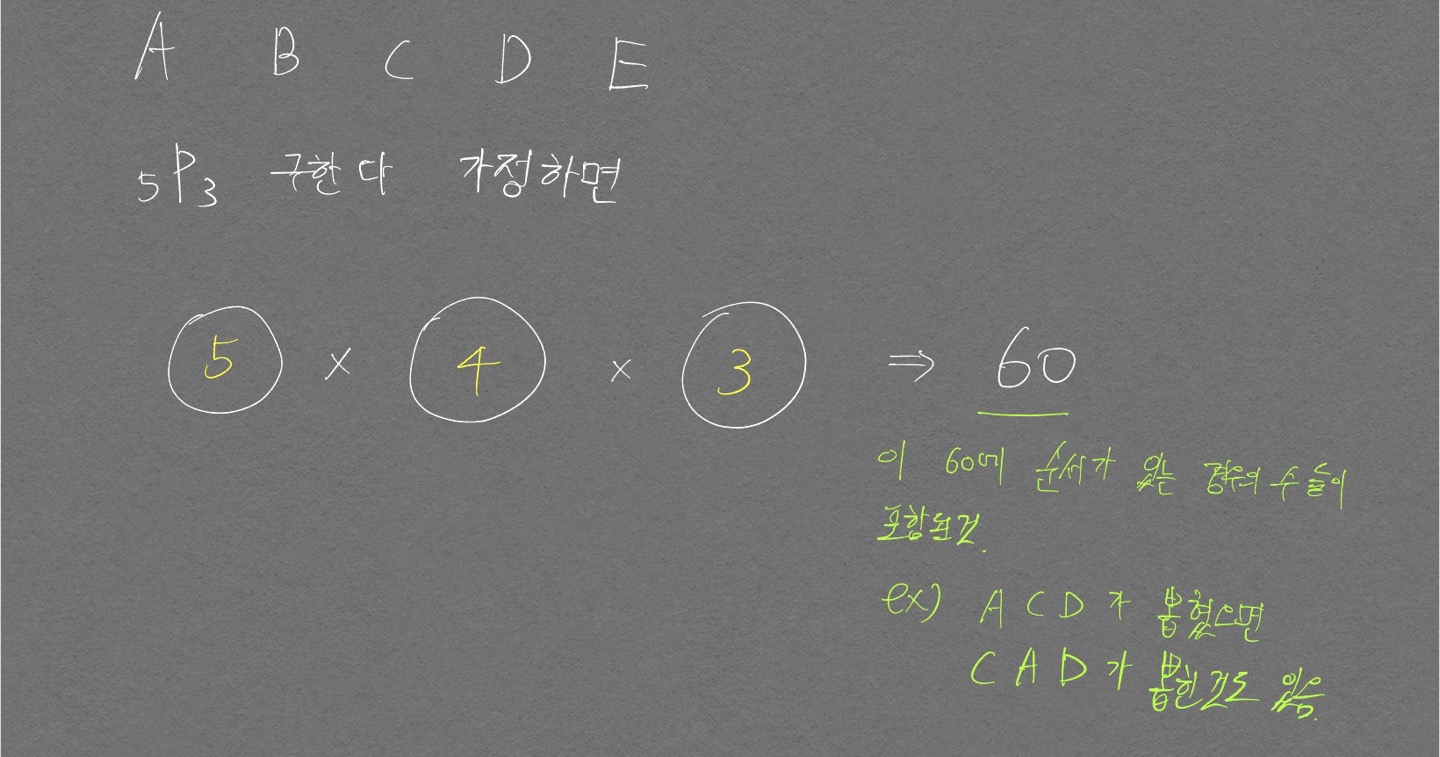 A B C D E
5P3 구한다 가정하면
5 x 4 x 3 ⇒ 60
이 60에 순서가 있는 경우의 수들이
포함된것.
ex) A C D 가 뽑혔으면
C A D 가 뽑힌것도 있음.